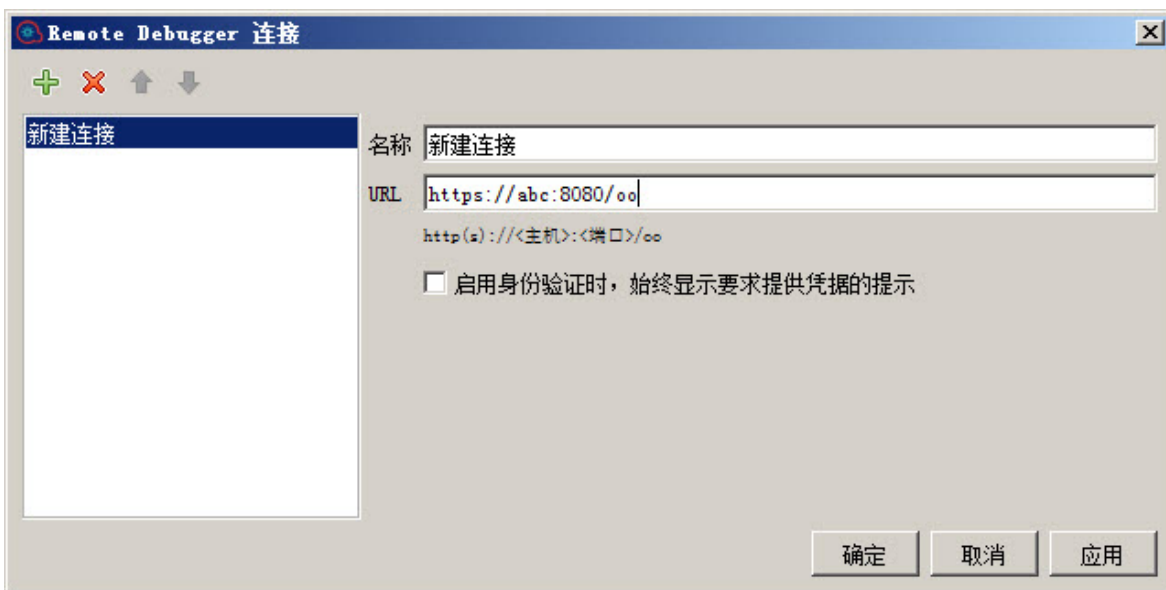 Remote Debugger 连接
新建连接
名称 新建连接
URL https://abc:8080/oo
http(s)://<主机>:<端口>/oo
启用身份验证时，始终显示要求提供凭据的提示
确定 取消 应用